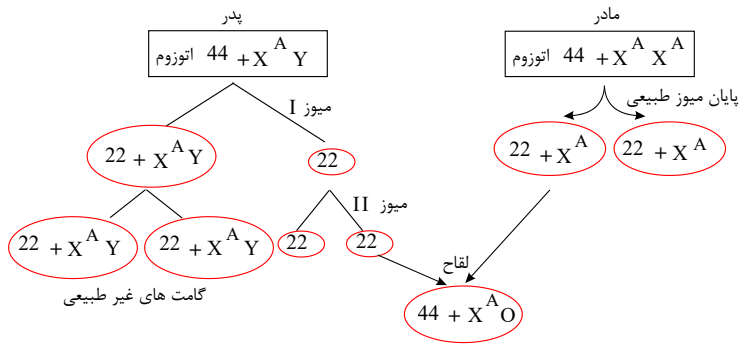 پدر
مادر
44 اتوزوم + X^A Y
44 اتوزوم + X^A X^A
میوز I
پایان میوز طبیعی
22 + X^A Y
22
22 + X^A
22 + X^A
میوز II
22 + X^A Y
22 + X^A Y
22
22
لقاح
گامت های غیر طبیعی
44 + X^A O